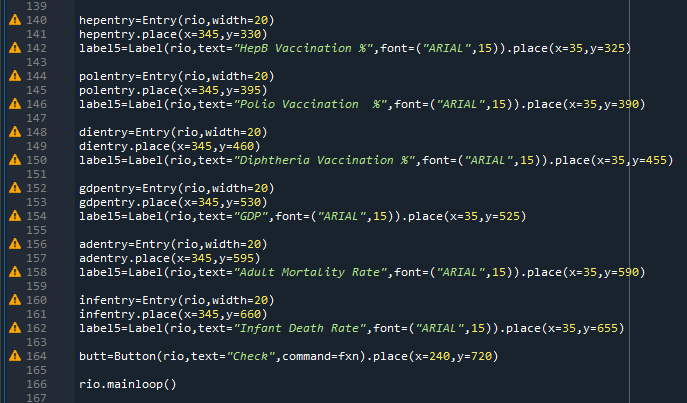 139
140 hepentry=Entry(rio,width=20)
141 hepentry.place(x=345,y=330)
142 label5=Label(rio,text="HepB Vaccination %",font=("ARIAL",15)).place(x=35,y=325)
143
144 polentry=Entry(rio,width=20)
145 polentry.place(x=345,y=395)
146 label5=Label(rio,text="Polio Vaccination  %",font=("ARIAL",15)).place(x=35,y=390)
147
148 dientry=Entry(rio,width=20)
149 dientry.place(x=345,y=460)
150 label5=Label(rio,text="Diphtheria Vaccination %",font=("ARIAL",15)).place(x=35,y=455)
151
152 gdpentry=Entry(rio,width=20)
153 gdpentry.place(x=345,y=530)
154 label5=Label(rio,text="GDP",font=("ARIAL",15)).place(x=35,y=525)
155
156 adentry=Entry(rio,width=20)
157 adentry.place(x=345,y=595)
158 label5=Label(rio,text="Adult Mortality Rate",font=("ARIAL",15)).place(x=35,y=590)
159
160 infentry=Entry(rio,width=20)
161 infentry.place(x=345,y=660)
162 label5=Label(rio,text="Infant Death Rate",font=("ARIAL",15)).place(x=35,y=655)
163
164 butt=Button(rio,text="Check",command=fxn).place(x=240,y=720)
165
166 rio.mainloop()
167